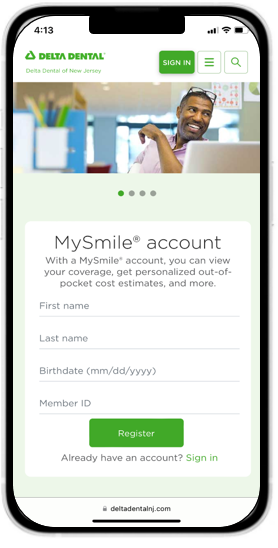 4:13
DELTA DENTAL®
SIGN IN
Delta Dental of New Jersey
MySmile® account
With a MySmile® account, you can view
your coverage, get personalized out-of-
pocket cost estimates, and more.
First name
Last name
Birthdate (mm/dd/yyyy)
Member ID
Register
Already have an account? Sign in
deltadentalnj.com